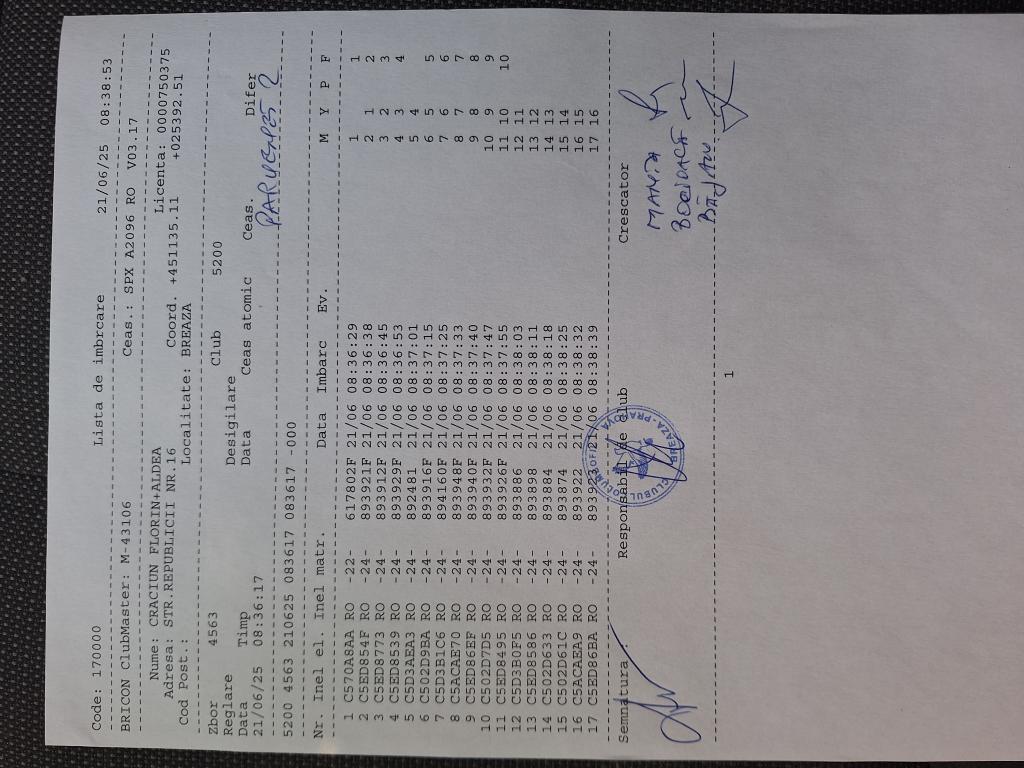 Code: 170000 Lista de imbrcare 21/06/25 08:38:53
BRICON ClubMaster: M-43106 Ceas.: SPX A2096 RO V03.17
Nume: CRACIUN FLORIN+ALDEA Licenta: 0000750375
Adresa: STR.REPUBLICII NR.16 Coord. +451135.11 +025392.51
Cod Post.: Localitate: BREAZA
Zbor 4563 Club 5200
Reglare Desigilare
Data Timp Data Ceas atomic Ceas. Difer
21/06/25 08:36:17
5200 4563 210625 083617 083617 -000
Nr. Inel el. Inel matr. Data Imbarc Ev. M Y P F
1 C570A8AA RO -22- 617802F 21/06 08:36:29 1 1
2 C5ED854F RO -24- 893921F 21/06 08:36:38 2 1 2
3 C5ED8773 RO -24- 893912F 21/06 08:36:45 3 2 3
4 C5ED8539 RO -24- 893929F 21/06 08:36:53 4 3 4
5 C5D3AEA3 RO -24- 892481 21/06 08:37:01 5 4
6 C502D9BA RO -24- 893916F 21/06 08:37:15 6 5 5
7 C5D3B1C6 RO -24- 894160F 21/06 08:37:25 7 6 6
8 C5ACAE70 RO -24- 893948F 21/06 08:37:33 8 7 7
9 C5ED86EF RO -24- 893940F 21/06 08:37:40 9 8 8
10 C502D7D5 RO -24- 893932F 21/06 08:37:47 10 9 9
11 C5ED8495 RO -24- 893926F 21/06 08:37:55 11 10 10
12 C5D3B0F5 RO -24- 893886 21/06 08:38:03 12 11
13 C5ED8586 RO -24- 893898 21/06 08:38:11 13 12
14 C502D633 RO -24- 893884 21/06 08:38:18 14 13
15 C502D61C RO -24- 893874 21/06 08:38:25 15 14
16 C5ACAEA9 RO -24- 893922 21/06 08:38:32 16 15
17 C5ED86BA RO -24- 893923 21/06 08:38:39 17 16
Semnatura : Responsabil de Club Crescator
MANTA
1